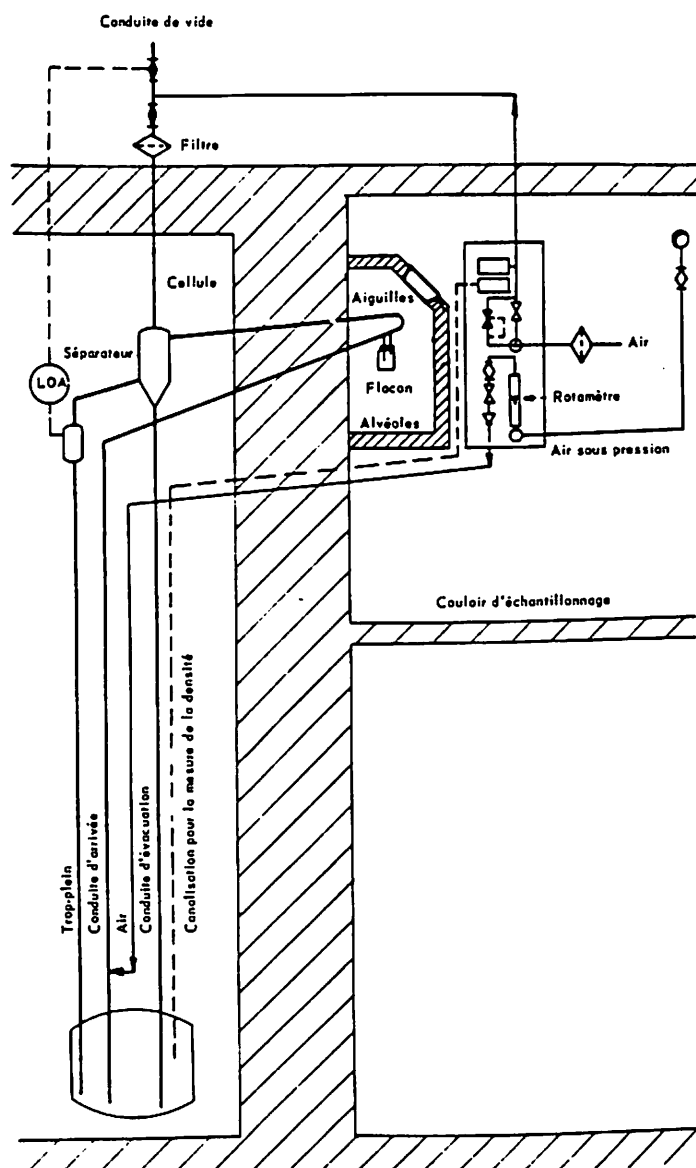 Conduite de vide
Filtre
Cellule
Aiguilles
Séparateur
Air
LOA
Flacon
Rotamètre
Alvéoles
Air sous pression
Couloir d'échantillonnage
Trop-plein
Conduite d'arrivée
Air
Conduite d'évacuation
Canalisation pour la mesure de la densité